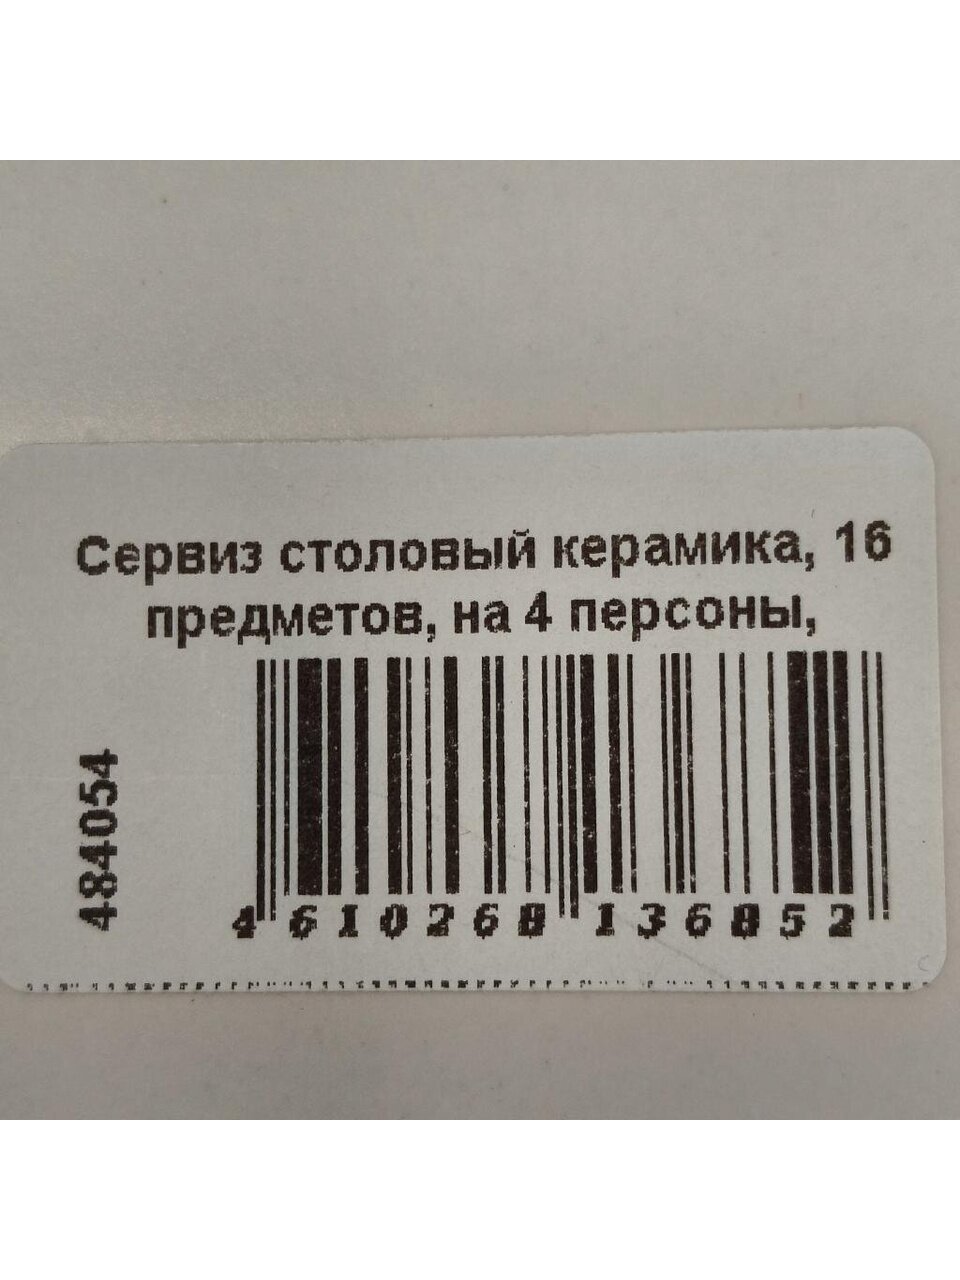 Сервиз столовый керамика, 16
предметов, на 4 персоны,
484054
4 610268 136852